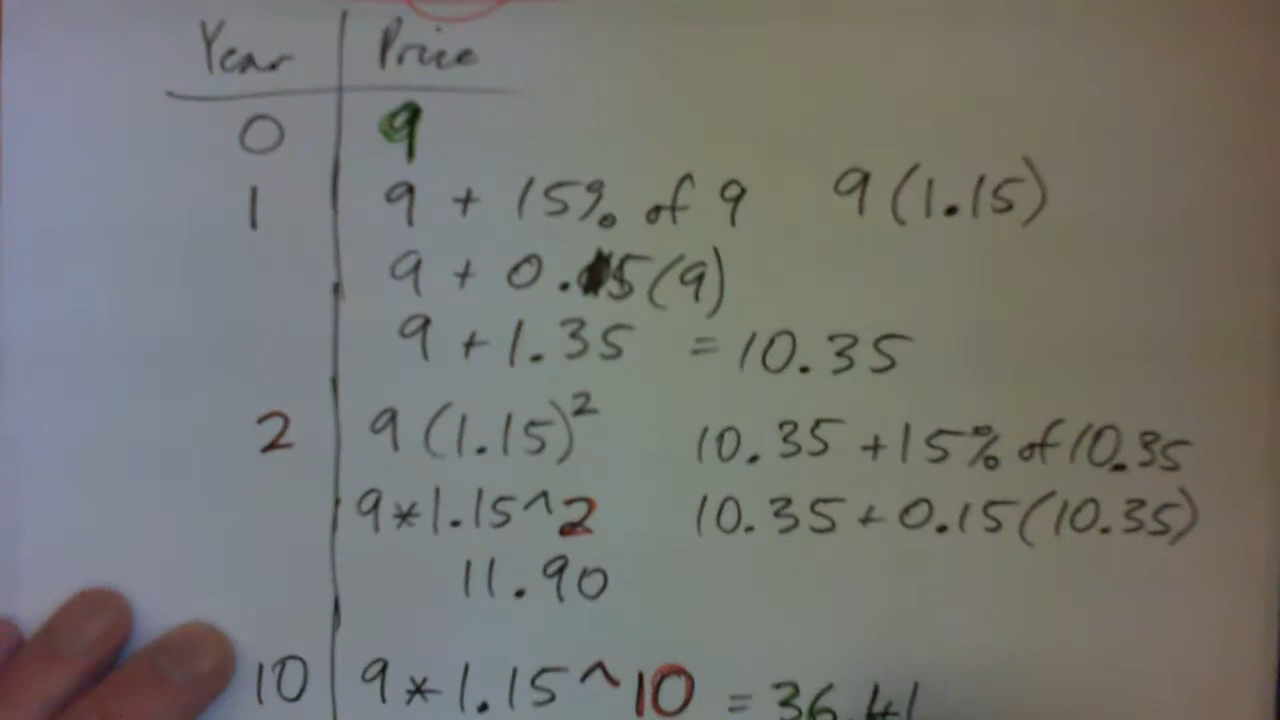 Year Price
0 9
1 9 + 15% of 9 9(1.15)
9 + 0.15(9)
9 + 1.35 = 10.35
2 9(1.15)² 10.35 + 15% of 10.35
9*1.15^2 10.35 + 0.15(10.35)
11.90
10 9*1.15^10 = 36.41